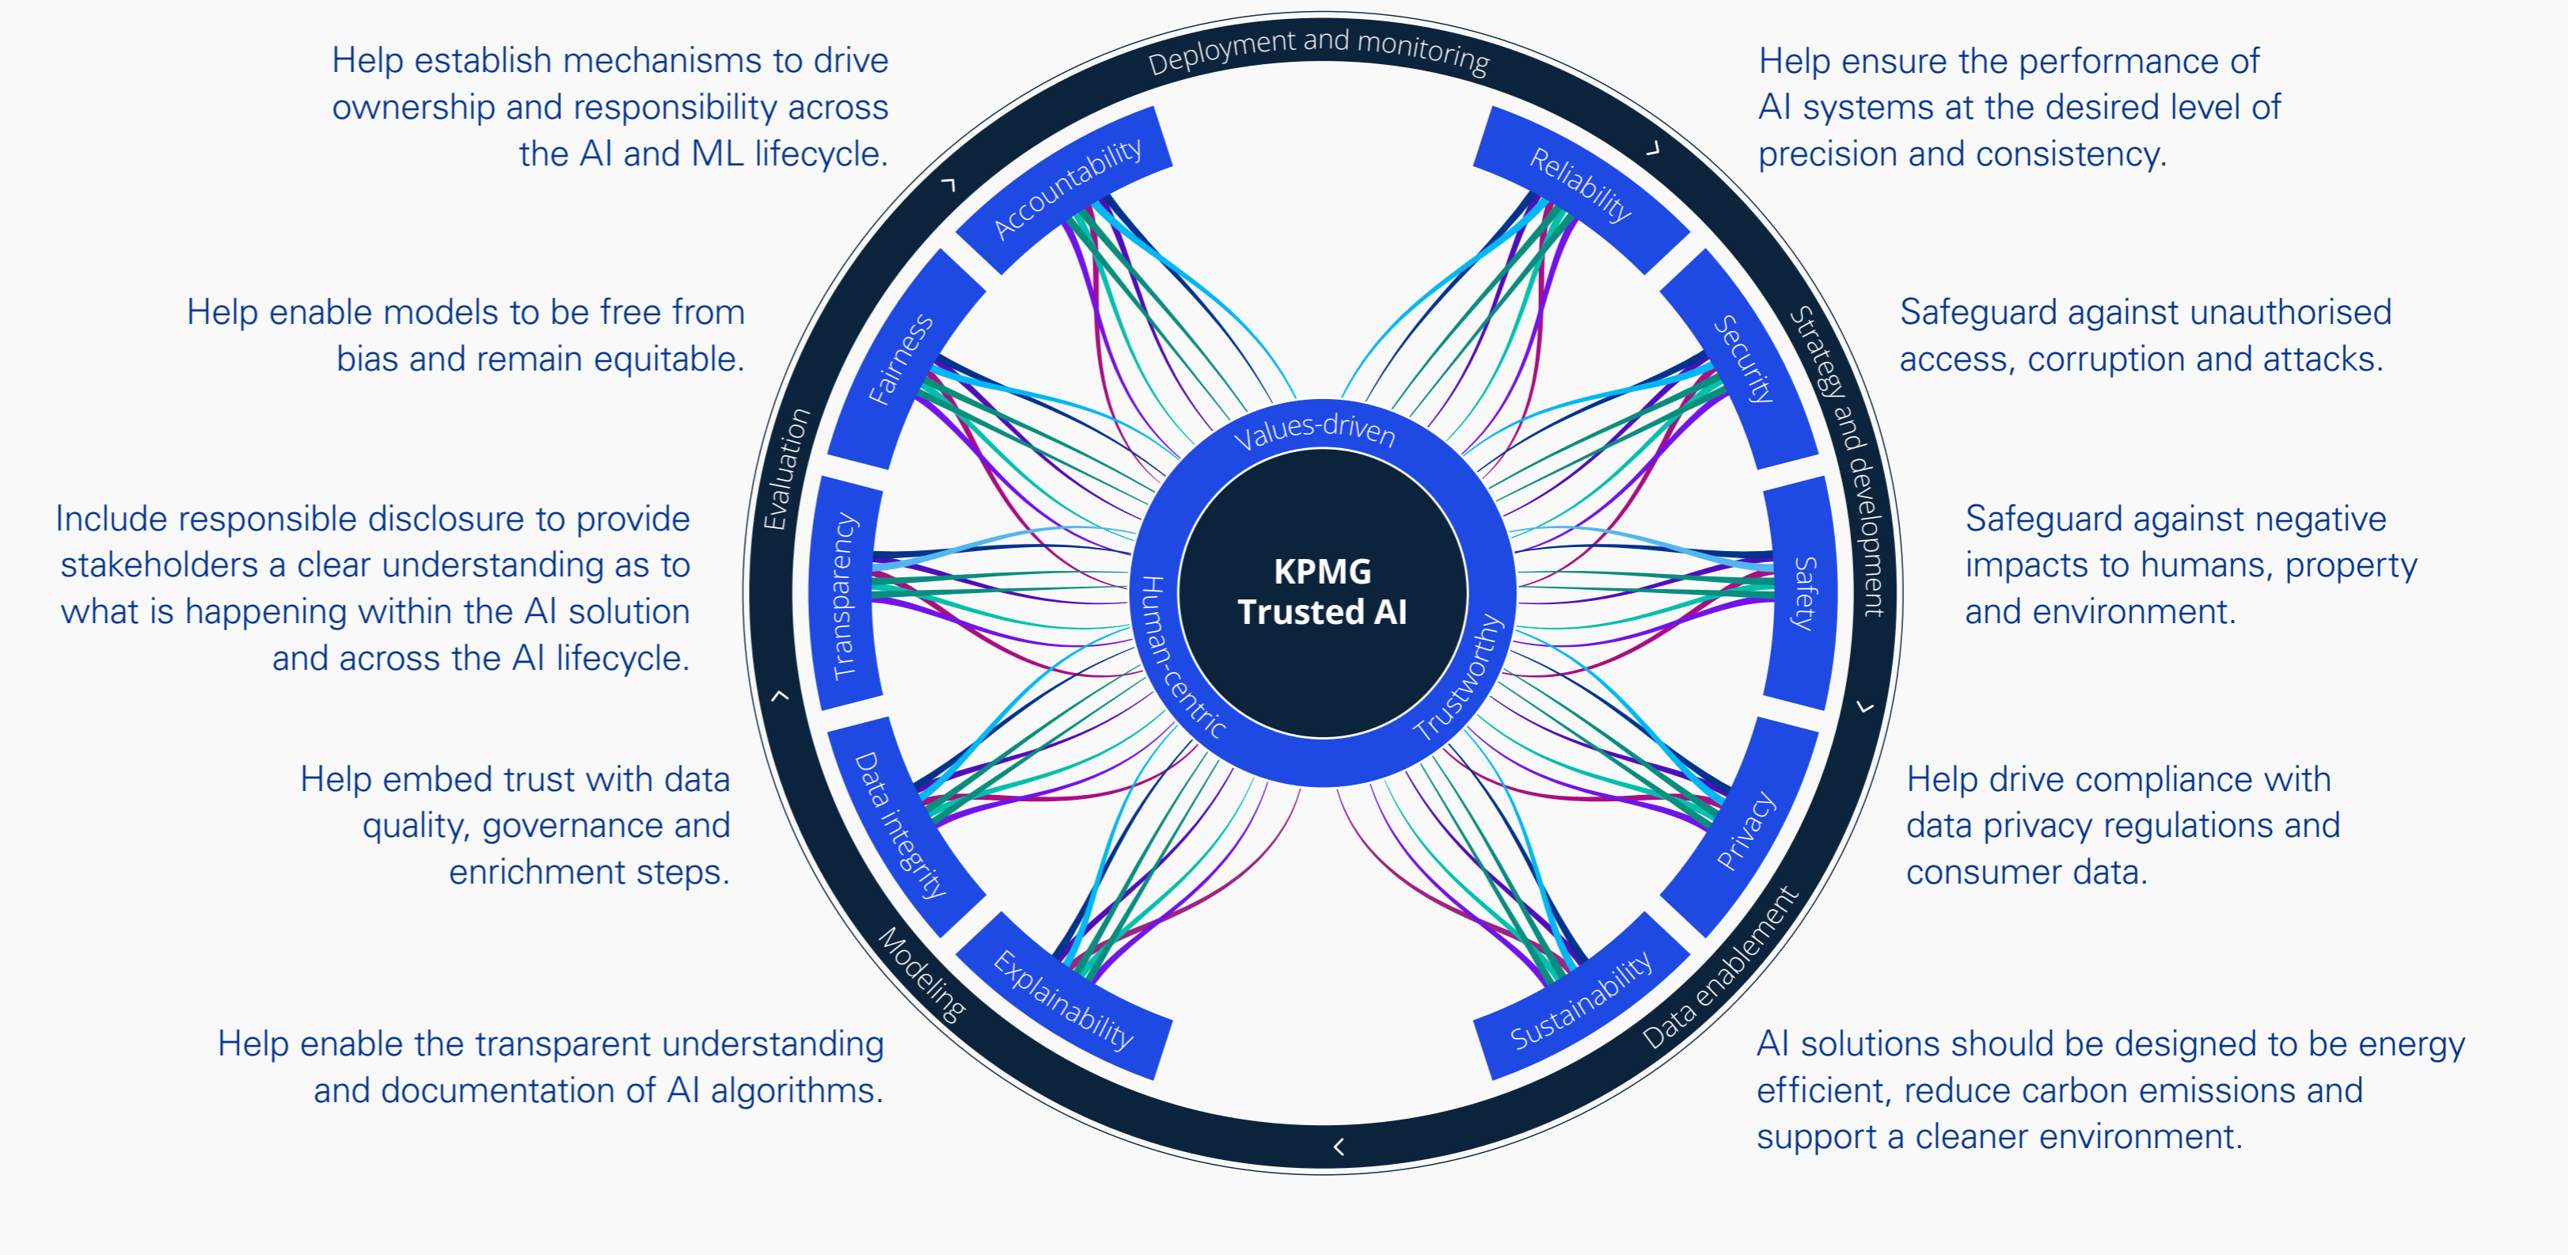 Deployment and monitoring
Help establish mechanisms to drive
ownership and responsibility across
the AI and ML lifecycle.
Accountability
Reliability
Help ensure the performance of
AI systems at the desired level of
precision and consistency.
Help enable models to be free from
bias and remain equitable.
Fairness
Security
Safeguard against unauthorised
access, corruption and attacks.
Evaluation
Strategy and development
Values-driven
Human-centric
Trustworthy
KPMG
Trusted AI
Include responsible disclosure to provide
stakeholders a clear understanding as to
what is happening within the AI solution
and across the AI lifecycle.
Transparency
Safety
Safeguard against negative
impacts to humans, property
and environment.
Help embed trust with data
quality, governance and
enrichment steps.
Data integrity
Privacy
Help drive compliance with
data privacy regulations and
consumer data.
Modeling
Data enablement
Help enable the transparent understanding
and documentation of AI algorithms.
Explainability
Sustainability
AI solutions should be designed to be energy
efficient, reduce carbon emissions and
support a cleaner environment.